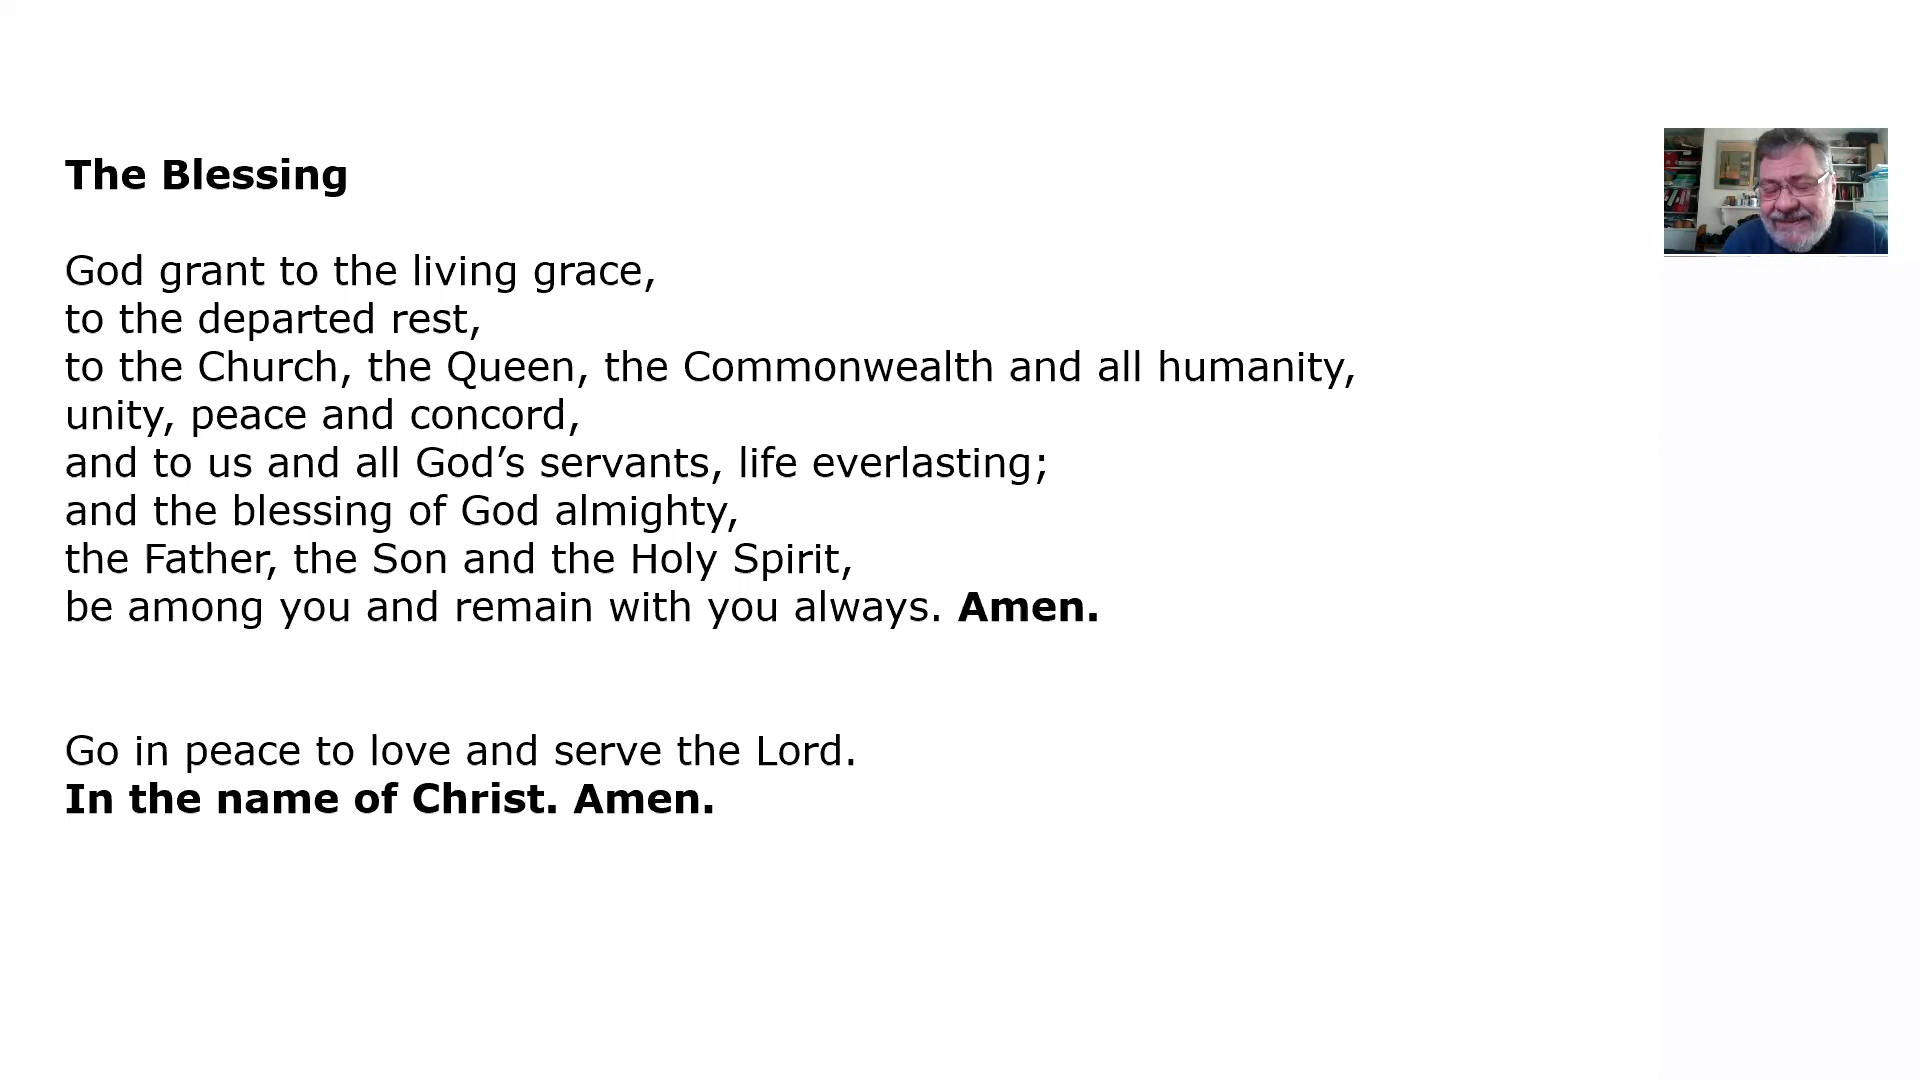 The Blessing
God grant to the living grace,
to the departed rest,
to the Church, the Queen, the Commonwealth and all humanity,
unity, peace and concord,
and to us and all God’s servants, life everlasting;
and the blessing of God almighty,
the Father, the Son and the Holy Spirit,
be among you and remain with you always. Amen.
Go in peace to love and serve the Lord.
In the name of Christ. Amen.